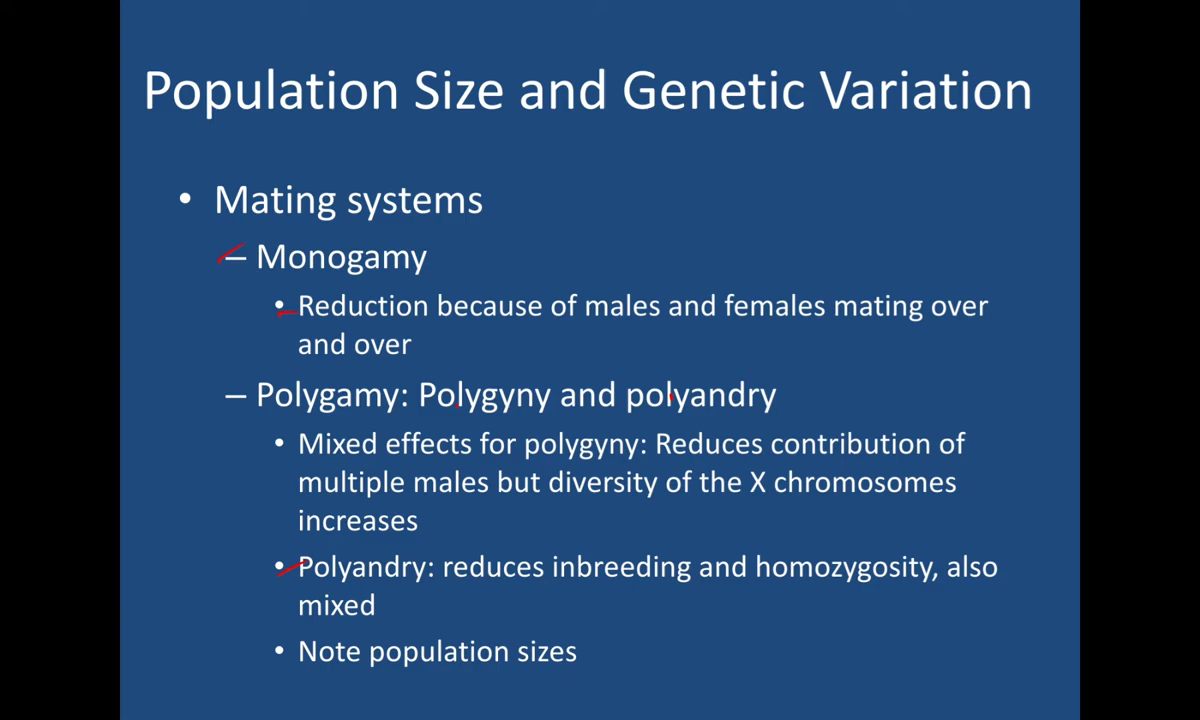 Population Size and Genetic Variation
• Mating systems
– Monogamy
• Reduction because of males and females mating over
and over
– Polygamy: Polygyny and polyandry
• Mixed effects for polygyny: Reduces contribution of
multiple males but diversity of the X chromosomes
increases
• Polyandry: reduces inbreeding and homozygosity, also
mixed
• Note population sizes